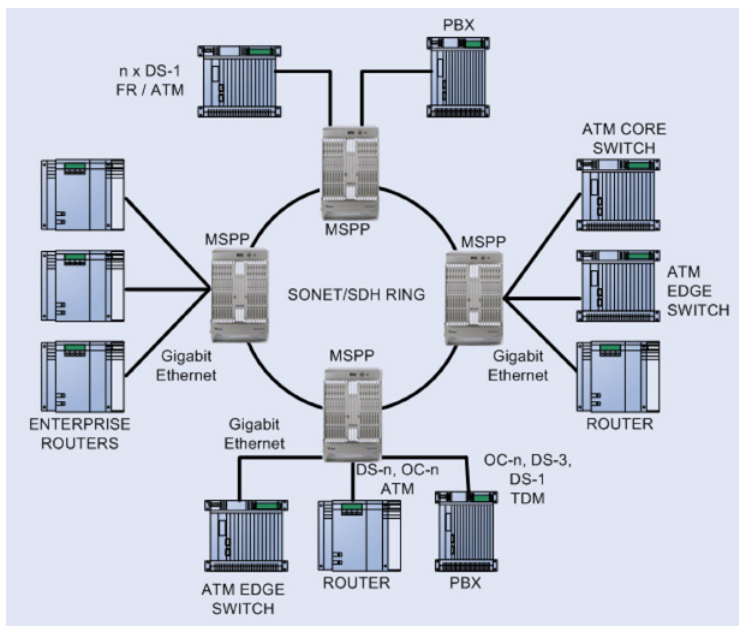 PBX
n x DS-1
FR / ATM
ATM CORE
SWITCH
MSPP
MSPP
MSPP
SONET/SDH RING
ATM
EDGE
SWITCH
MSPP
Gigabit
Ethernet
Gigabit
Ethernet
ENTERPRISE
ROUTERS
ROUTER
Gigabit
Ethernet
DS-n, OC-n
ATM
OC-n, DS-3,
DS-1
TDM
ATM EDGE
SWITCH
ROUTER
PBX